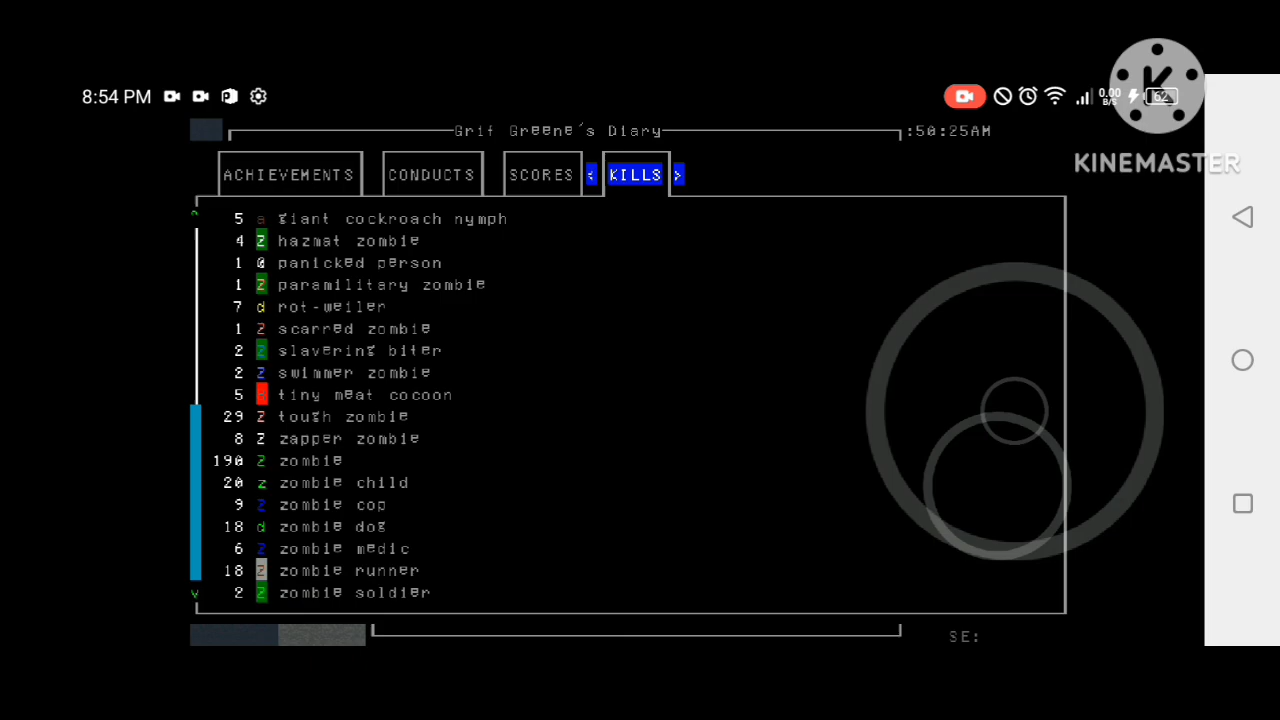 8:54 PM
0.00 B/S
62
KINEMASTER
Grif Greene's Diary
:50:25AM
ACHIEVEMENTS CONDUCTS SCORES < KILLS >
5 a giant cockroach nymph
4 Z hazmat zombie
1 @ panicked person
1 Z paramilitary zombie
7 d rot-weiler
1 Z scarred zombie
2 Z slavering biter
2 Z swimmer zombie
5 tiny meat cocoon
29 Z tough zombie
8 Z zapper zombie
190 Z zombie
20 z zombie child
9 Z zombie cop
18 d zombie dog
6 Z zombie medic
18 Z zombie runner
2 Z zombie soldier
SE: